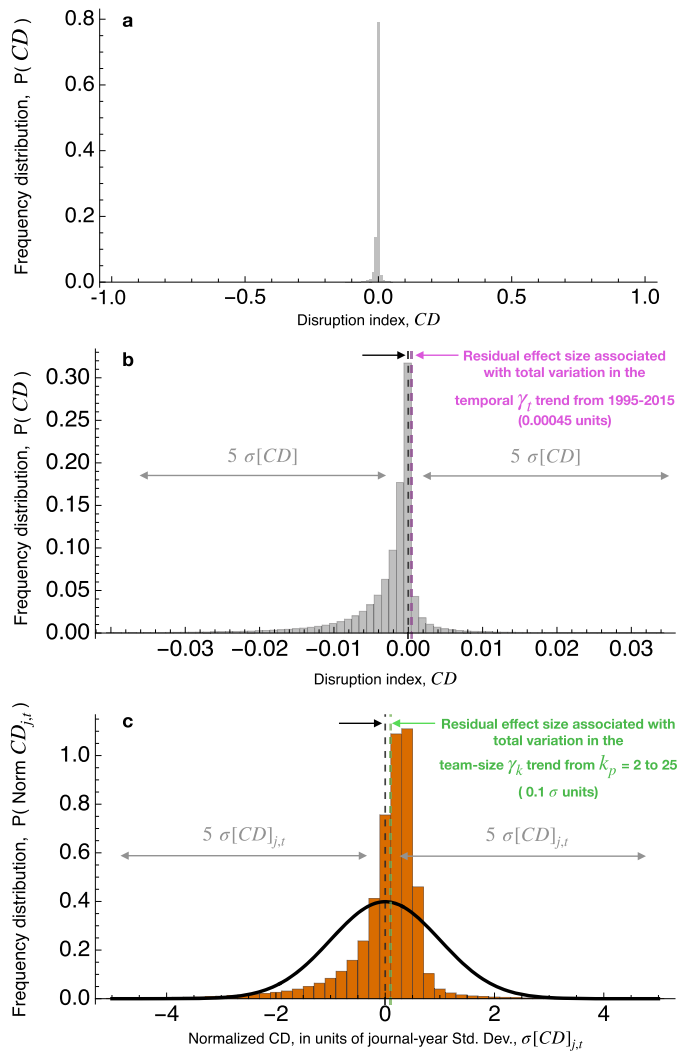 a
0.8
0.6
0.4
0.2
0.0
Frequency distribution, P( CD )
-1.0
-0.5
0.0
0.5
1.0
Disruption index, CD
b
0.30
0.25
0.20
0.15
0.10
0.05
0.00
Frequency distribution, P( CD )
Residual effect size associated
with total variation in the
temporal γt trend from 1995-2015
(0.00045 units)
5 σ[CD]
5 σ[CD]
-0.03
-0.02
-0.01
0.00
0.01
0.02
0.03
Disruption index, CD
c
1.0
0.8
0.6
0.4
0.2
0.0
Frequency distribution, P( Norm CDj,t)
Residual effect size associated with
total variation in the
team-size γk trend from kp = 2 to 25
( 0.1 σ units)
5 σ[CD]j,t
5 σ[CD]j,t
-4
-2
0
2
4
Normalized CD, in units of journal-year Std. Dev., σ[CD]j,t